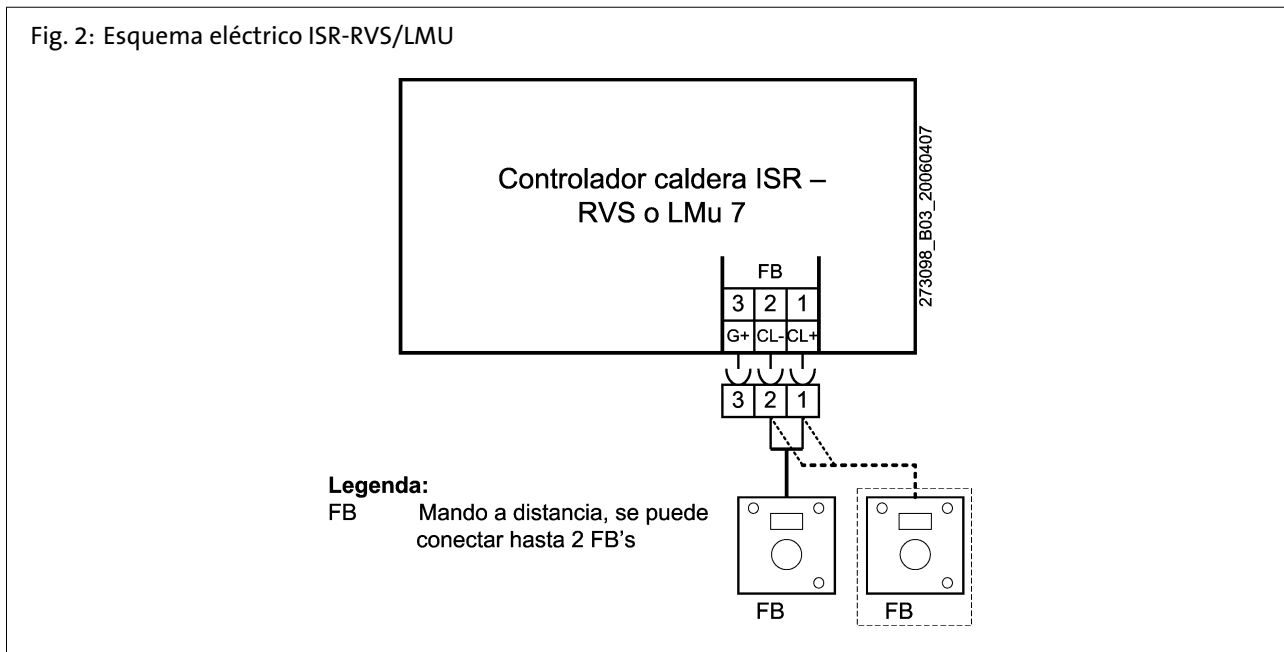 Fig. 2: Esquema eléctrico ISR-RVS/LMU
Controlador caldera ISR –
RVS o LMu 7
273098_B03_20060407
FB
3 2 1
G+ CL- CL+
3 2 1
Legenda:
FB Mando a distancia, se puede
conectar hasta 2 FB's
FB FB